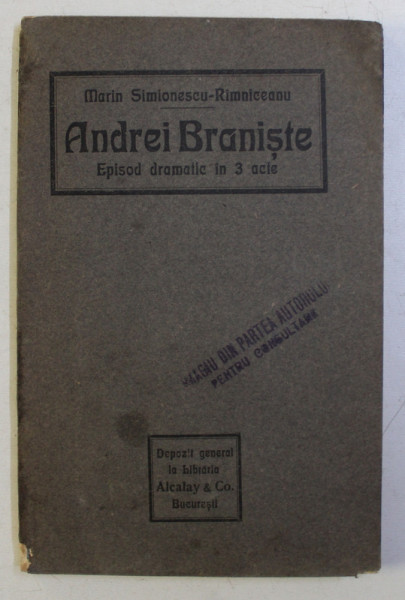 Marin Simionescu-Rimniceanu
Andrei Braniște
Episod dramatic in 3 acte
DIN PARTEA AUTORULUI
PENTRU CONSULTARE
Depozit general
la Librăria
Alcalay & Co.
București